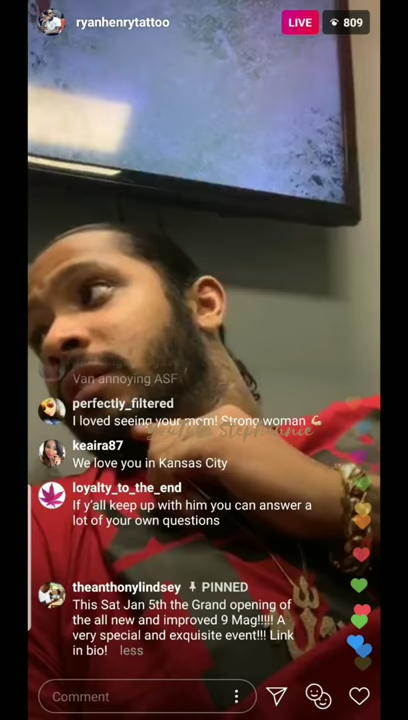 ryanhenrytattoo
LIVE
809
Van annoying ASF
perfectly_filtered
I loved seeing your mom! Strong woman 💪🏼
keaira87
We love you in Kansas City
loyalty_to_the_end
If y'all keep up with him you can answer a
lot of your own questions
theanthonylindsey PINNED
This Sat Jan 5th the Grand opening of
the all new and improved 9 Mag!!!!! A
very special and exquisite event!!! Link
in bio! less
Comment